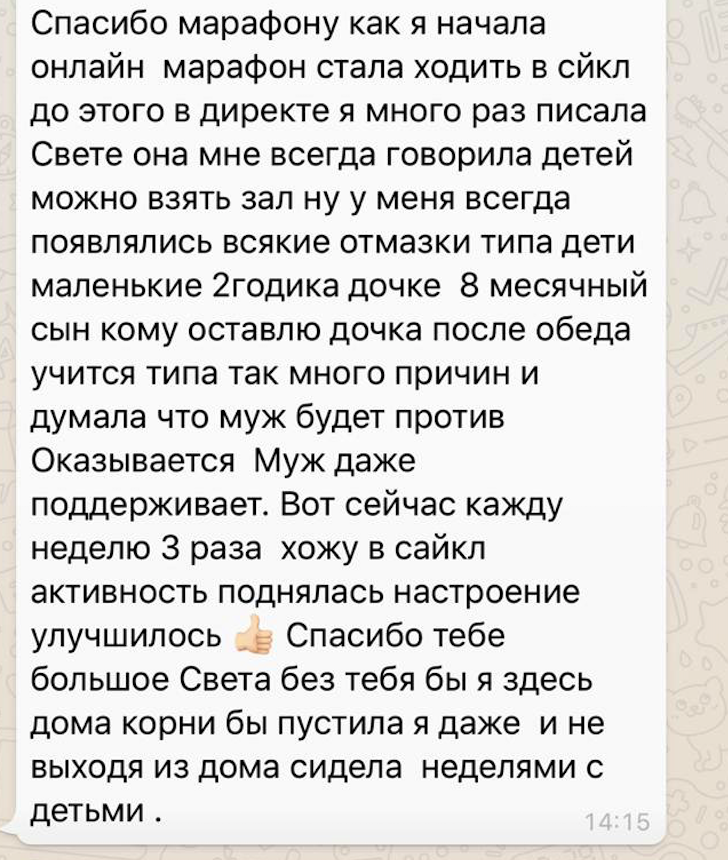 Спасибо марафону как я начала
онлайн  марафон стала ходить в сйкл
до этого в директе я много раз писала
Свете она мне всегда говорила детей
можно взять зал ну у меня всегда
появлялись всякие отмазки типа дети
маленькие 2годика дочке  8 месячный
сын кому оставлю дочка после обеда
учится типа так много причин и
думала что муж будет против
Оказывается  Муж даже
поддерживает. Вот сейчас кажду
неделю 3 раза  хожу в сайкл
активность поднялась настроение
улучшилось 👍🏻 Спасибо тебе
большое Света без тебя бы я здесь
дома корни бы пустила я даже  и не
выходя из дома сидела  неделями с
детьми .
14:15